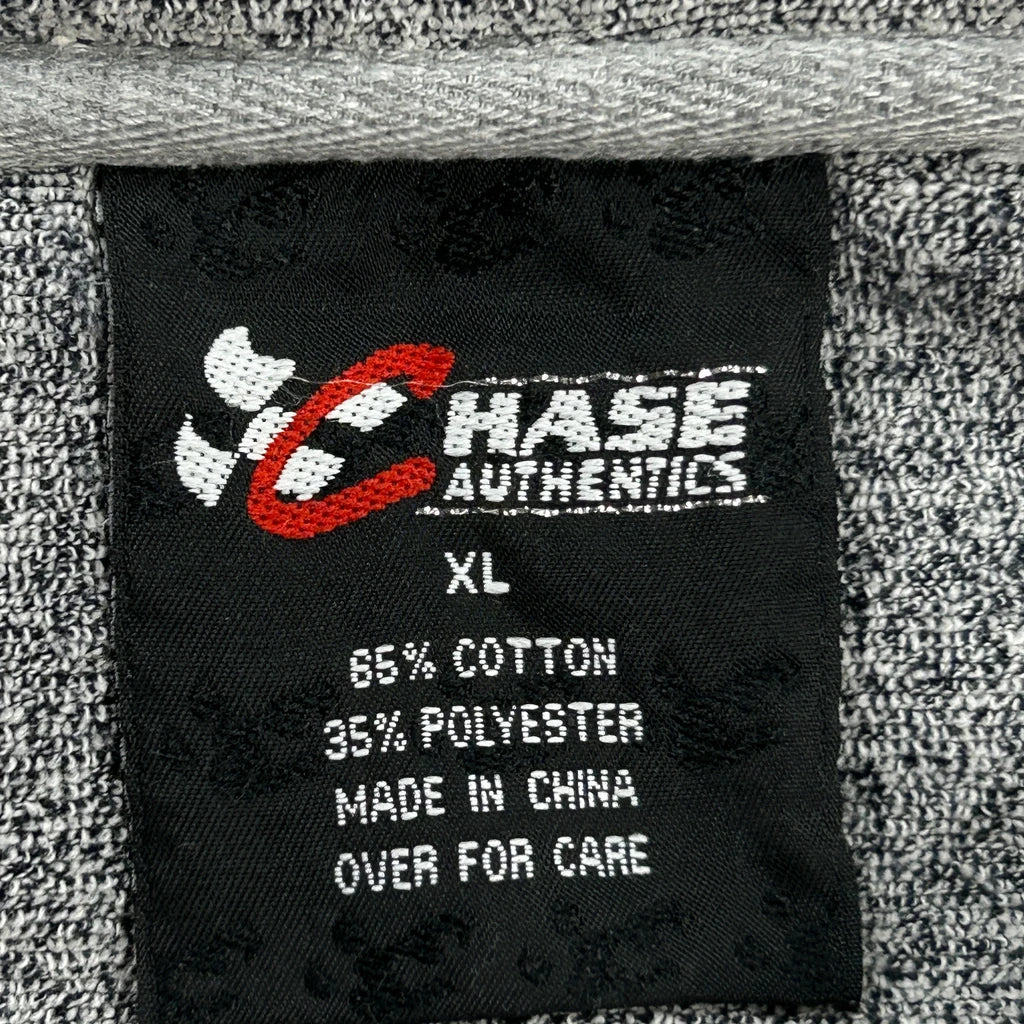 CHASE
AUTHENTICS
XL
65% COTTON
35% POLYESTER
MADE IN CHINA
OVER FOR CARE